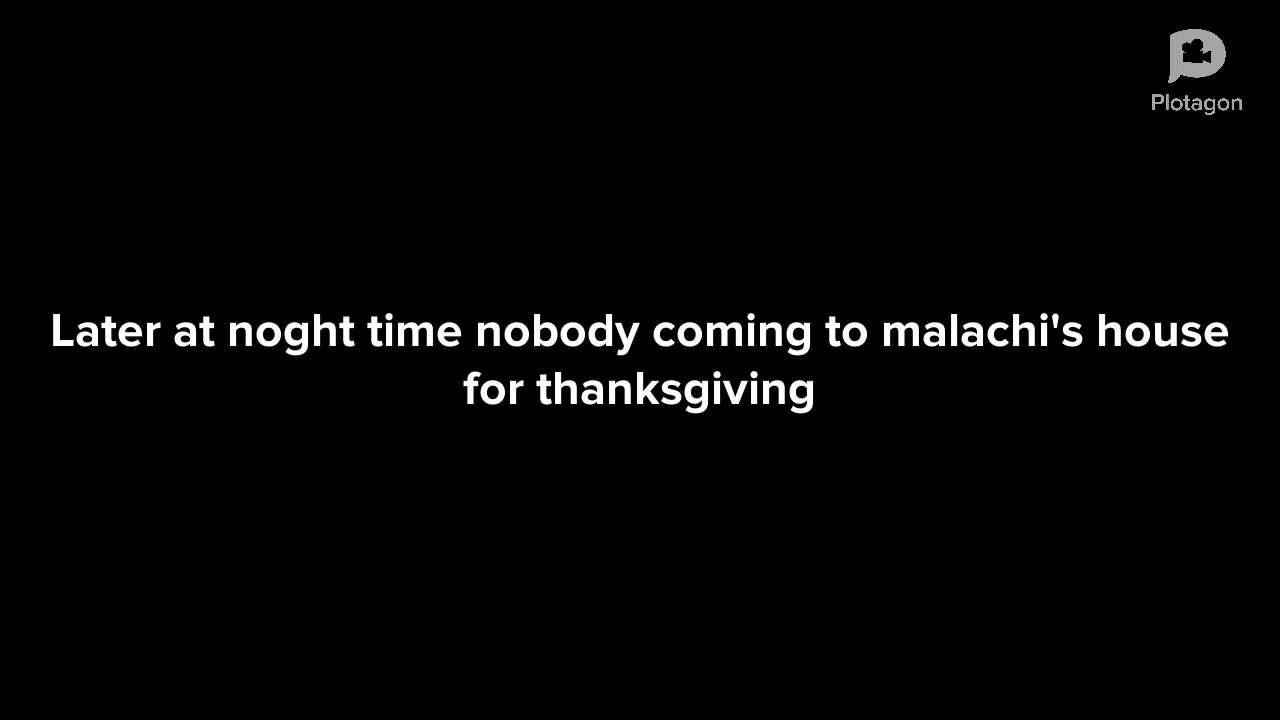 Plotagon
Later at noght time nobody coming to malachi's house
for thanksgiving